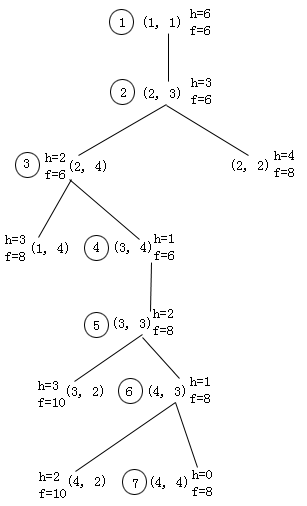 1 (1, 1) h=6
f=6
2 (2, 3) h=3
f=6
3 h=2 (2, 4)
f=6
(2, 2) h=4
f=8
h=3 (1, 4)
f=8
4 (3, 4) h=1
f=6
5 (3, 3) h=2
f=8
h=3 (3, 2)
f=10
6 (4, 3) h=1
f=8
h=2 (4, 2)
f=10
7 (4, 4) h=0
f=8